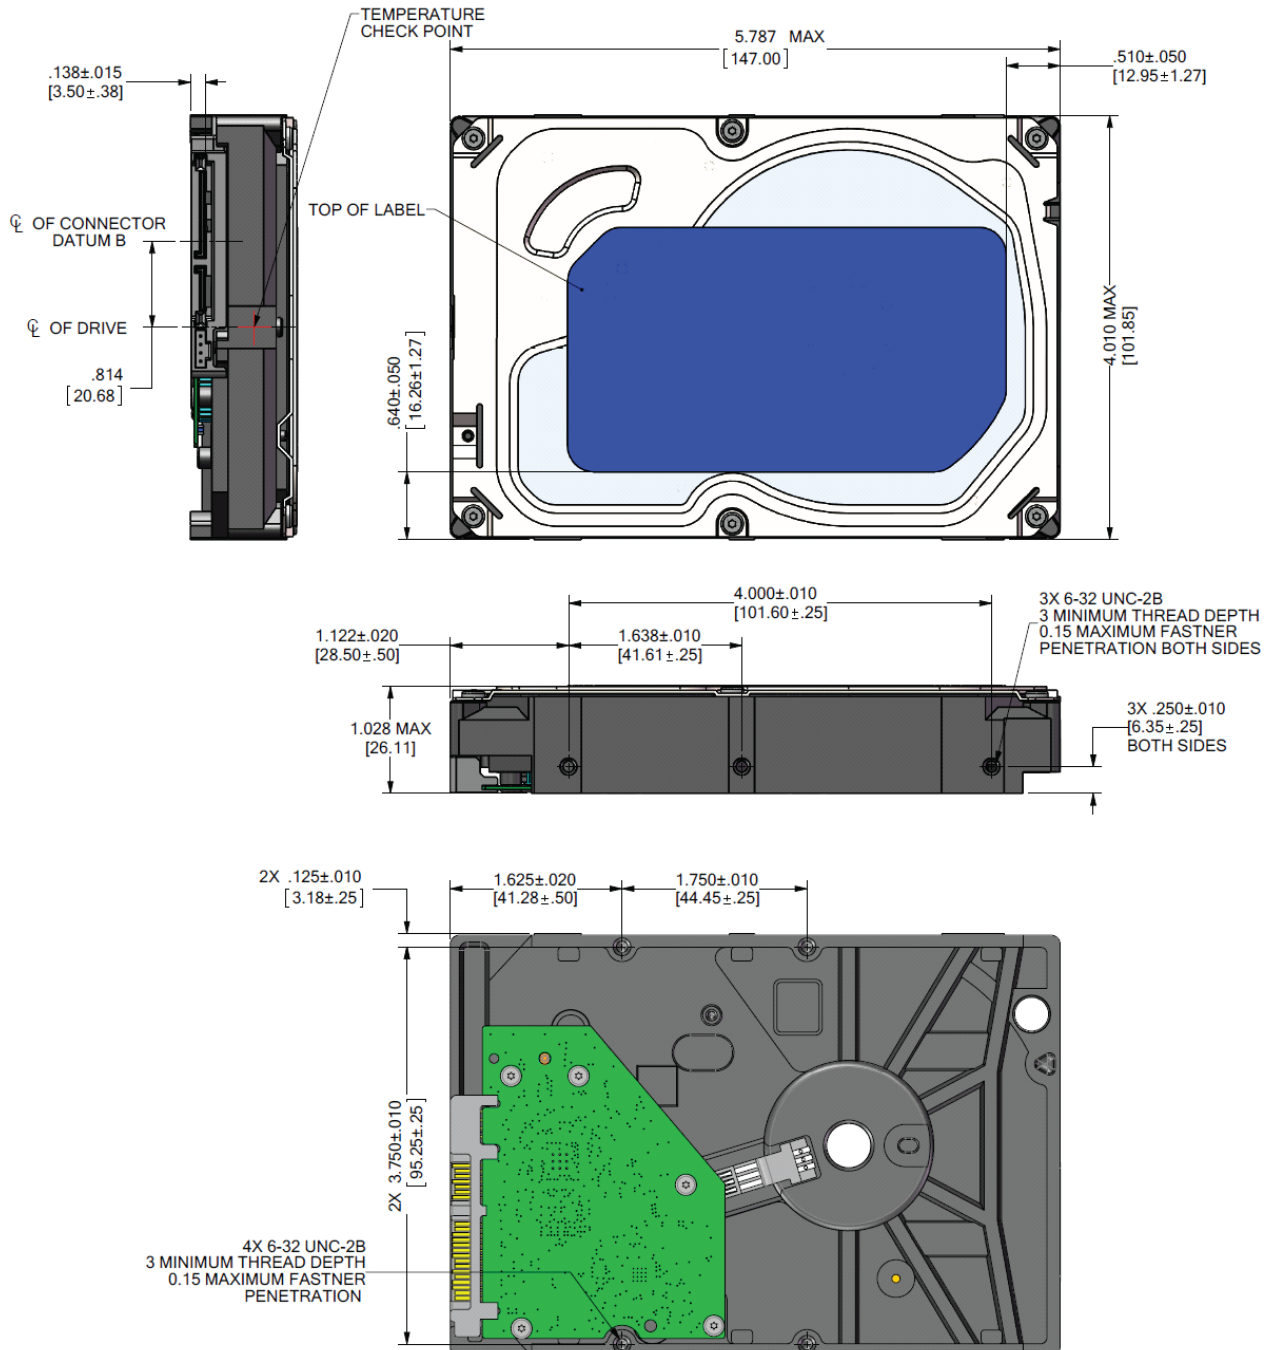 TEMPERATURE
CHECK POINT
5.787 MAX
[147.00]
.510±.050
[12.95±1.27]
.138±.015
[3.50±.38]
TOP OF LABEL
℄ OF CONNECTOR
DATUM B
℄ OF DRIVE
.814
[20.68]
.640±.050
[16.26±1.27]
4.010 MAX
[101.85]
4.000±.010
[101.60±.25]
3X 6-32 UNC-2B
3 MINIMUM THREAD DEPTH
0.15 MAXIMUM FASTNER
PENETRATION BOTH SIDES
1.122±.020
[28.50±.50]
1.638±.010
[41.61±.25]
1.028 MAX
[26.11]
3X .250±.010
[6.35±.25]
BOTH SIDES
2X .125±.010
[3.18±.25]
1.625±.020
[41.28±.50]
1.750±.010
[44.45±.25]
2X 3.750±.010
[95.25±.25]
4X 6-32 UNC-2B
3 MINIMUM THREAD DEPTH
0.15 MAXIMUM FASTNER
PENETRATION